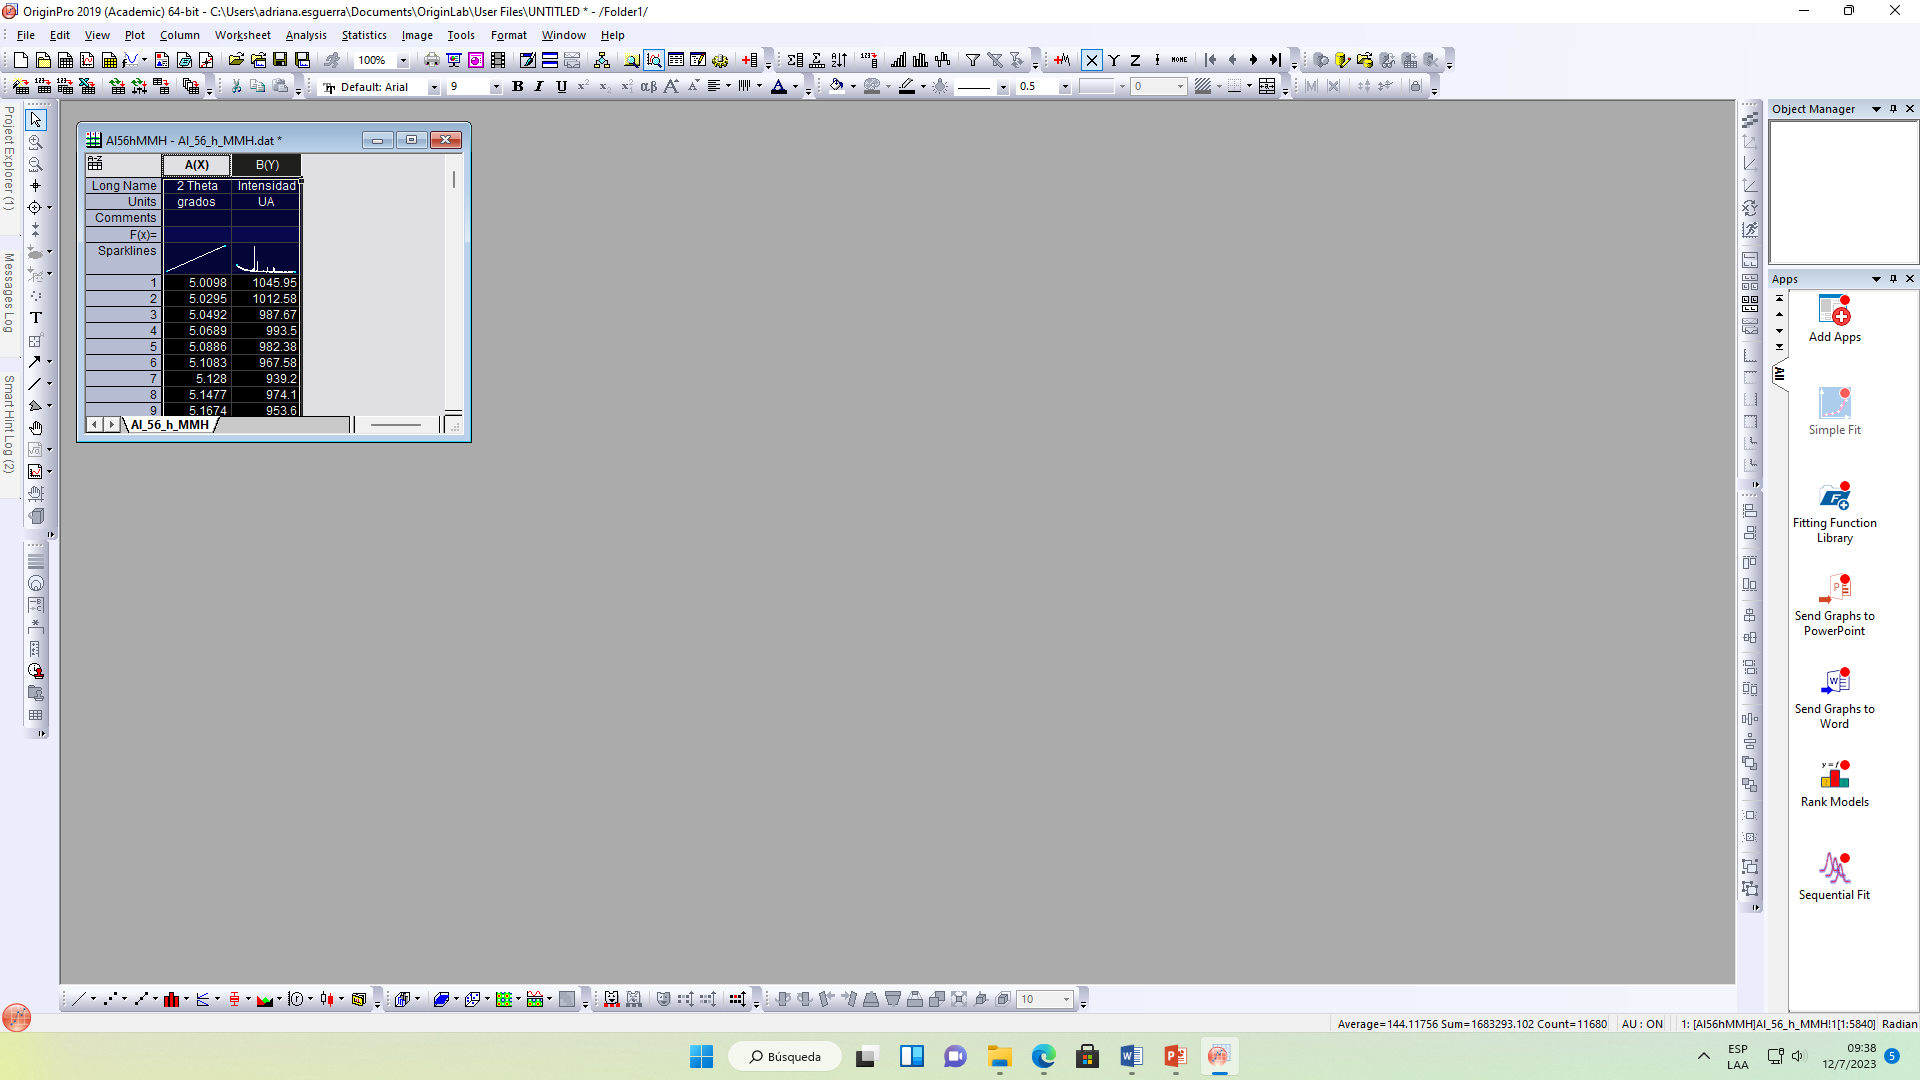 OriginPro 2019 (Academic) 64-bit - C:\Users\adriana.esguerra\Documents\OriginLab\User Files\UNTITLED * - /Folder1/
File Edit View Plot Column Worksheet Analysis Statistics Image Tools Format Window Help
100%
Default: Arial 9 B I U 0.5 0
Project Explorer (1)
Messages Log
Smart Hint Log (2)
Al56hMMH - Al_56_h_MMH.dat *
A(X) B(Y)
Long Name 2 Theta Intensidad
Units grados UA
Comments
F(x)=
Sparklines
1 5.0098 1045.95
2 5.0295 1012.58
3 5.0492 987.67
4 5.0689 993.5
5 5.0886 982.38
6 5.1083 967.58
7 5.128 939.2
8 5.1477 974.1
9 5.1674 953.6
Al_56_h_MMH
Object Manager
Apps
All
Add Apps
Simple Fit
Fitting Function
Library
Send Graphs to
PowerPoint
Send Graphs to
Word
Rank Models
Sequential Fit
10
Average=144.11756 Sum=1683293.102 Count=11680 AU : ON 1: [Al56hMMH]Al_56_h_MMH!1[1:5840] Radian
Búsqueda
ESP
LAA
09:38
12/7/2023
5